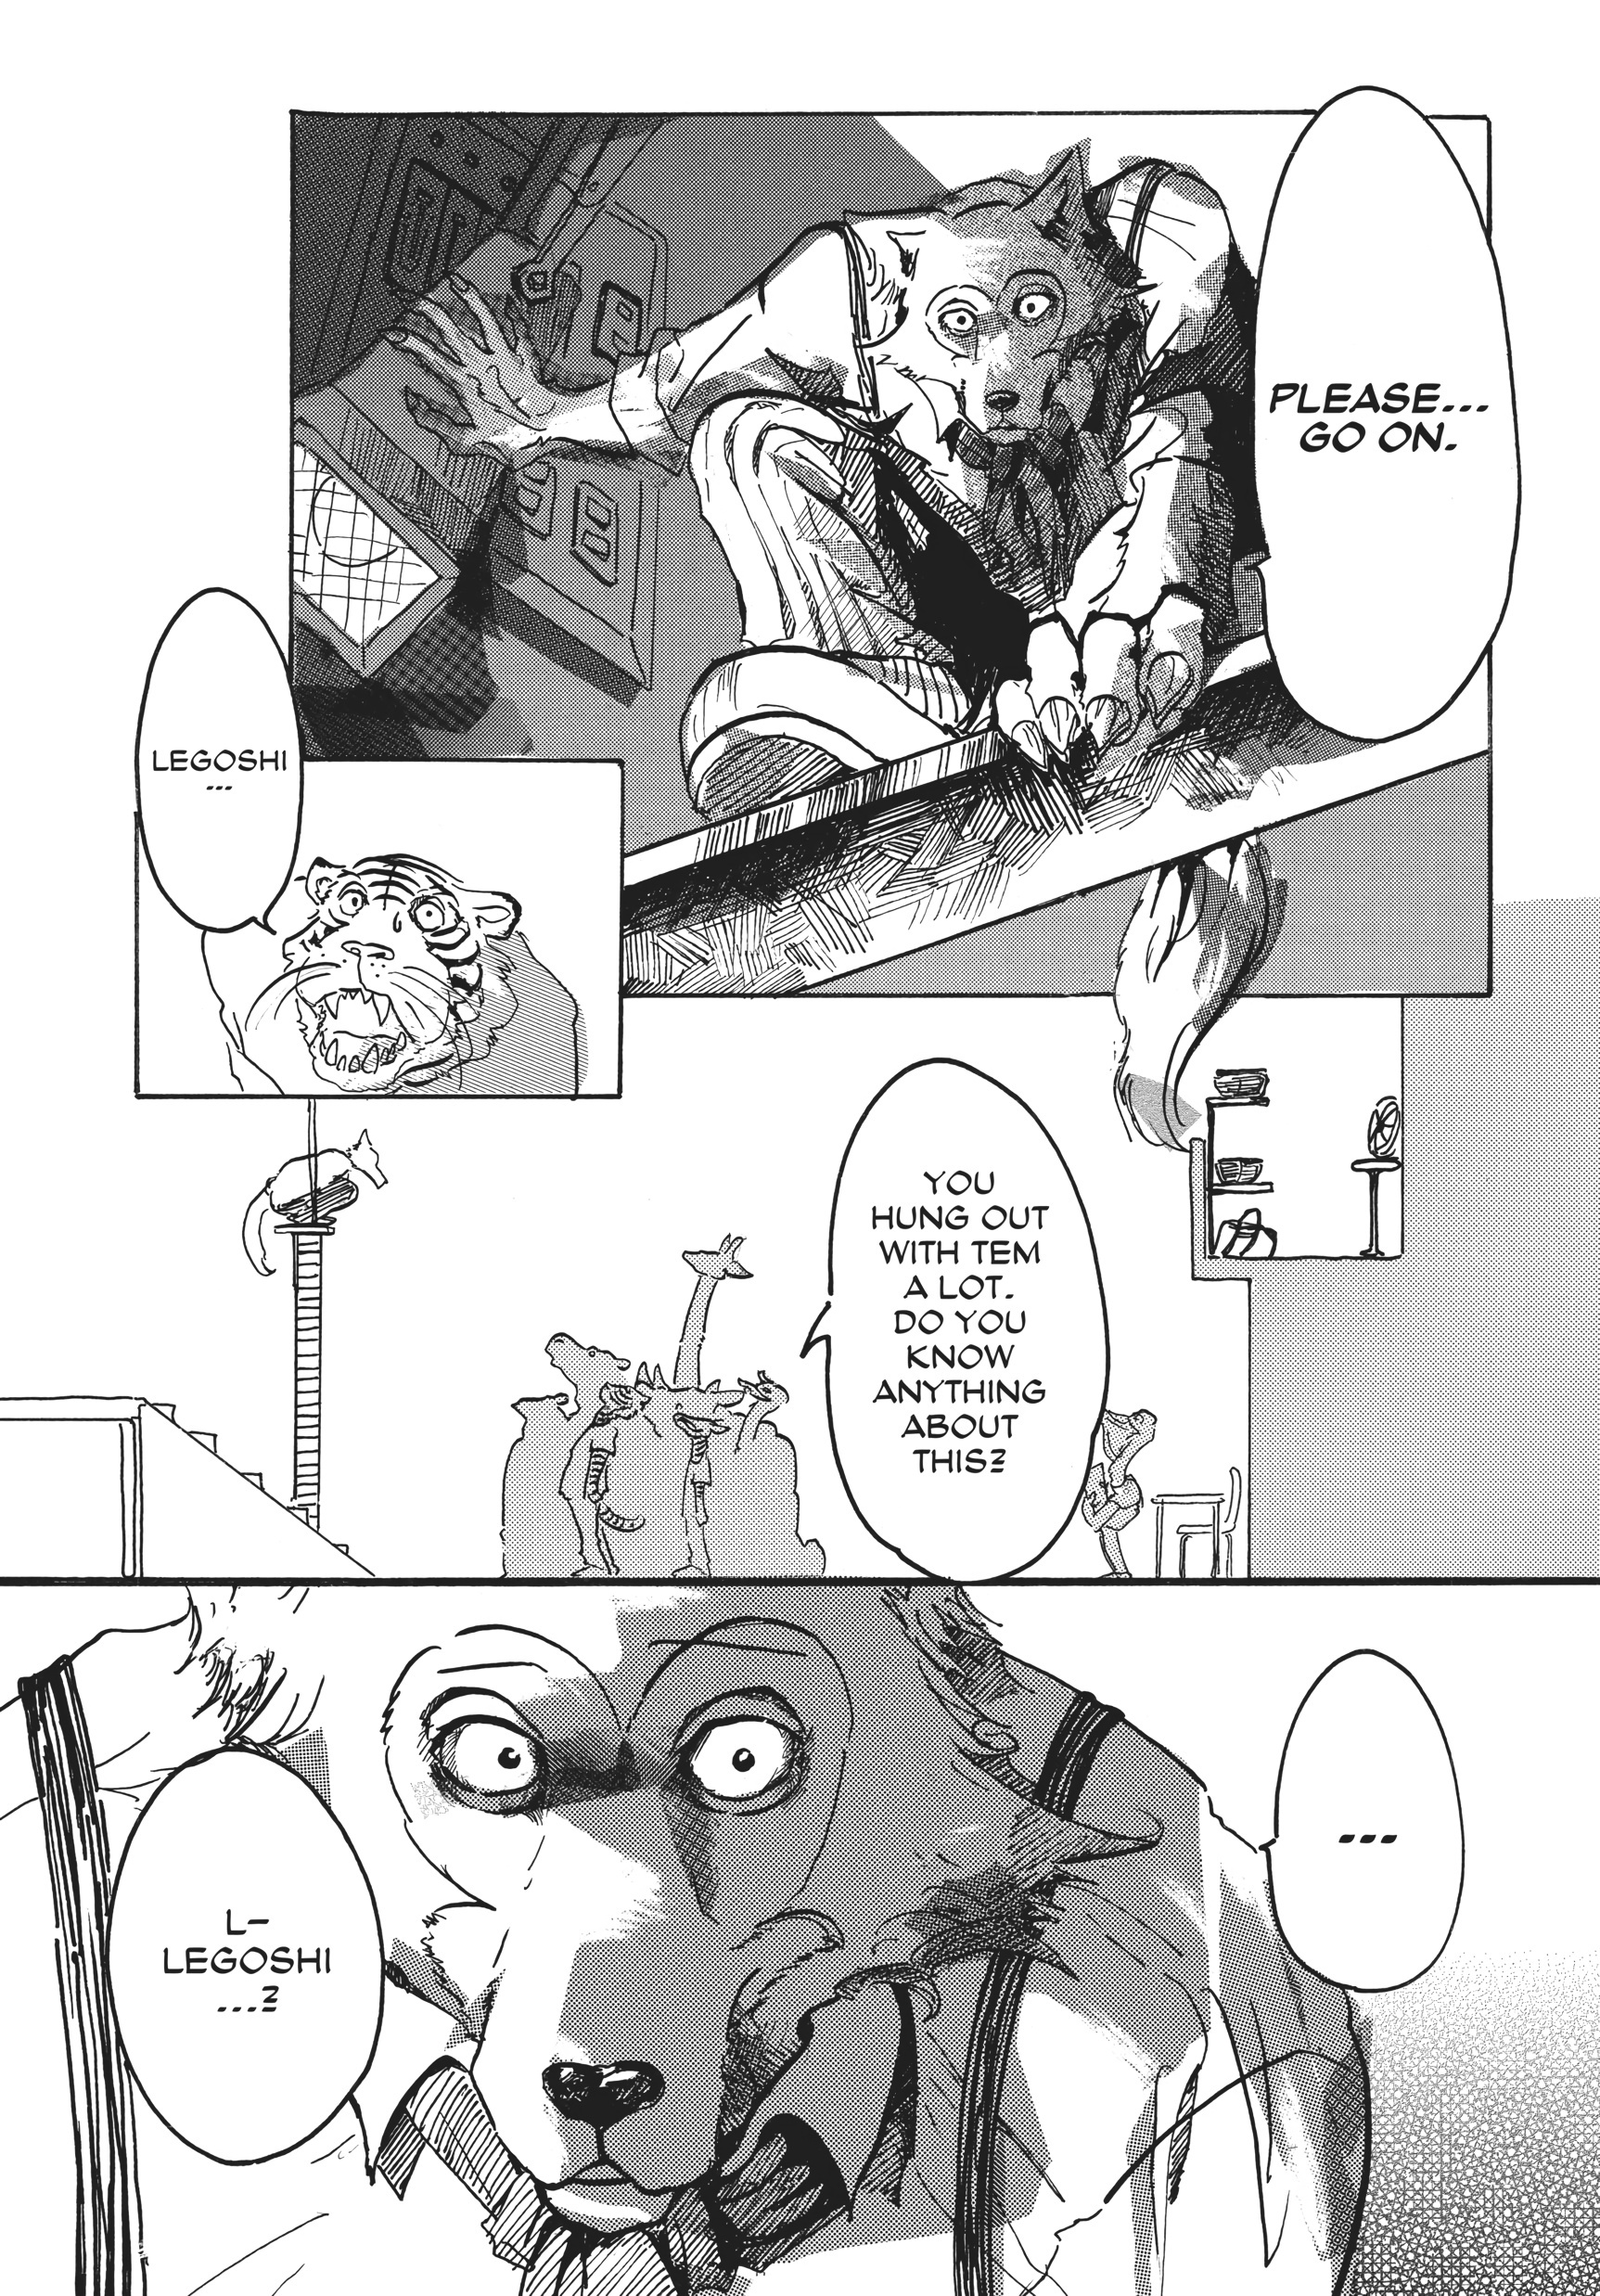 PLEASE...
GO ON.
LEGOSHI
...
YOU
HUNG OUT
WITH TEM
A LOT.
DO YOU
KNOW
ANYTHING
ABOUT
THIS?
...
L-
LEGOSHI
...?